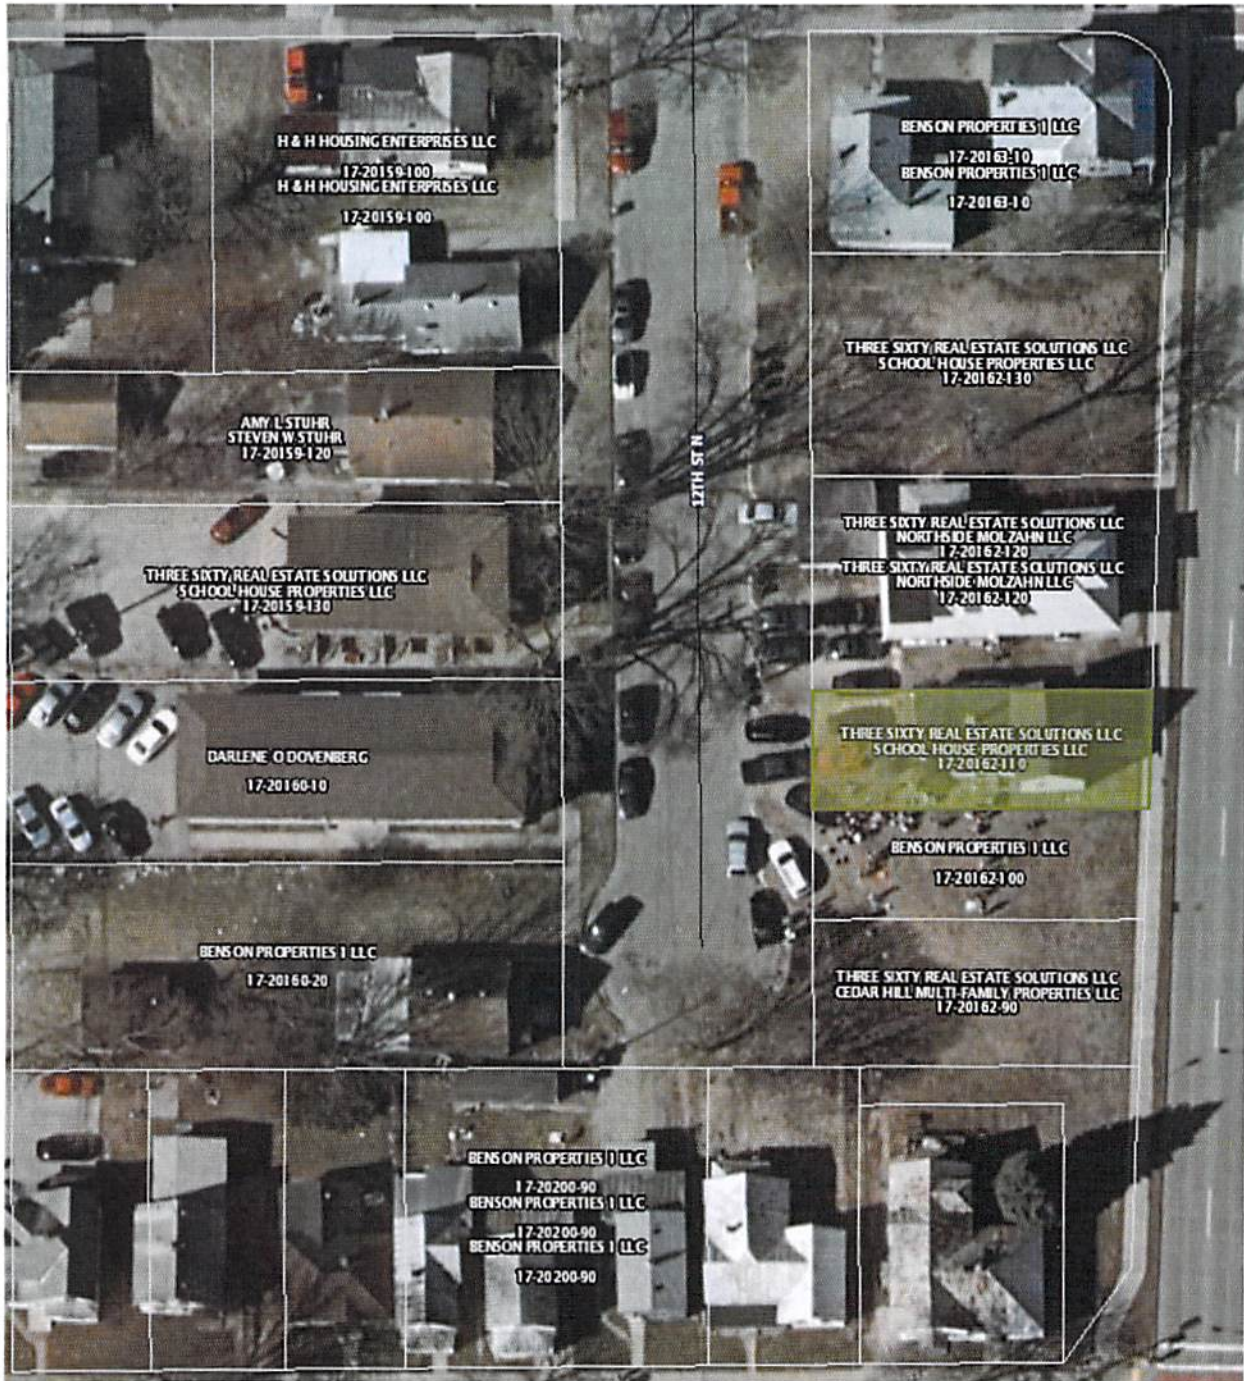 H & H HOUSING ENTERPRISES LLC
17-20159-100
H & H HOUSING ENTERPRISES LLC
17-20159-100
BENSON PROPERTIES 1 LLC
17-20163-10
BENSON PROPERTIES 1 LLC
17-20163-10
THREE SIXTY REAL ESTATE SOLUTIONS LLC
SCHOOL HOUSE PROPERTIES LLC
17-20162-130
AMY L STUHR
STEVEN W STUHR
17-20159-120
12TH ST N
THREE SIXTY REAL ESTATE SOLUTIONS LLC
NORTHSIDE MOLZAHN LLC
17-20162-120
THREE SIXTY REAL ESTATE SOLUTIONS LLC
NORTHSIDE MOLZAHN LLC
17-20162-120
THREE SIXTY REAL ESTATE SOLUTIONS LLC
SCHOOL HOUSE PROPERTIES LLC
17-20159-130
THREE SIXTY REAL ESTATE SOLUTIONS LLC
SCHOOL HOUSE PROPERTIES LLC
17-20162-110
DARLENE O DOVENBERG
17-20160-10
BENSON PROPERTIES 1 LLC
17-20162-100
BENSON PROPERTIES 1 LLC
17-20160-20
THREE SIXTY REAL ESTATE SOLUTIONS LLC
CEDAR HILL MULTI-FAMILY PROPERTIES LLC
17-20162-90
BENSON PROPERTIES 1 LLC
17-20200-90
BENSON PROPERTIES 1 LLC
17-20200-90
BENSON PROPERTIES 1 LLC
17-20200-90